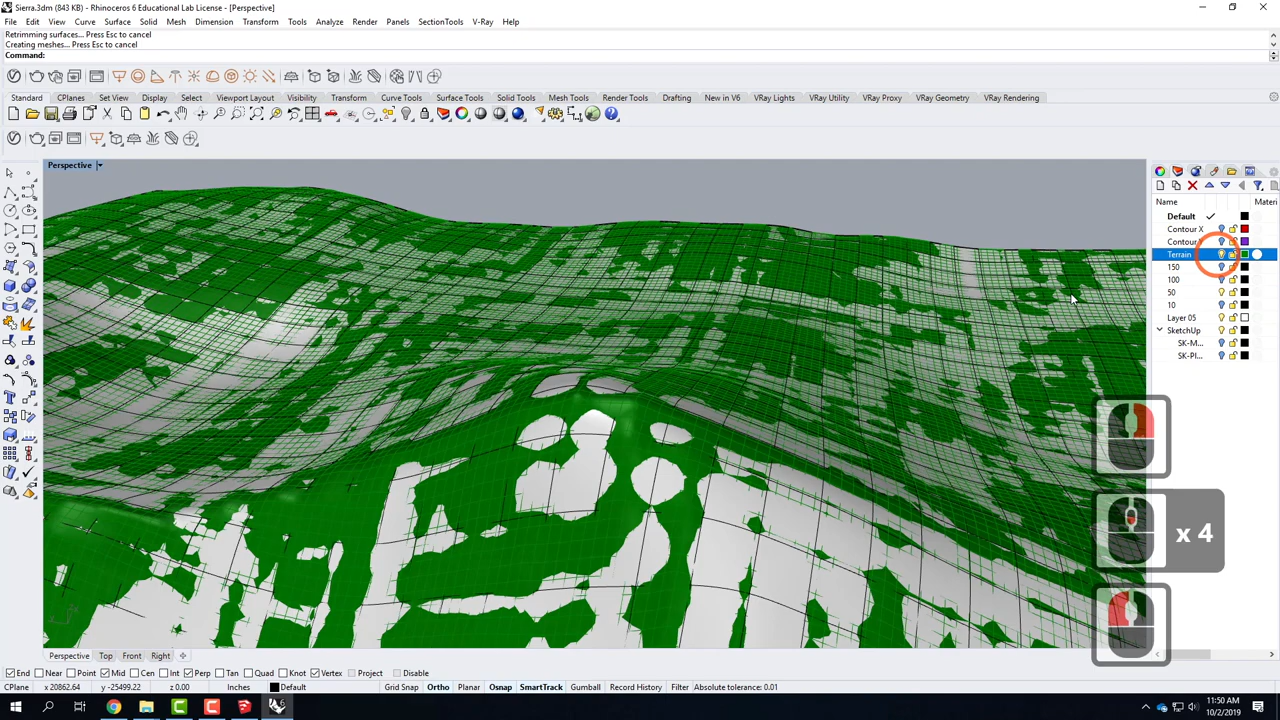 Sierra.3dm (843 KB) - Rhinoceros 6 Educational Lab License - [Perspective]
File Edit View Curve Surface Solid Mesh Dimension Transform Tools Analyze Render Panels SectionTools V-Ray Help
Retrimming surfaces... Press Esc to cancel
Creating meshes... Press Esc to cancel
Command:
Standard CPlanes Set View Display Select Viewport Layout Visibility Transform Curve Tools Surface Tools Solid Tools Mesh Tools Render Tools Drafting New in V6 VRay Lights VRay Utility VRay Proxy VRay Geometry VRay Rendering
Perspective
Name Materi
Default
Contour X
Contour
Terrain
150
100
50
10
Layer 05
SketchUp
SK-M...
SK-Pl...
x 4
Perspective Top Front Right
End Near Point Mid Cen Int Perp Tan Quad Knot Vertex Project Disable
CPlane x 20862.64 y -25499.22 z 0.00 Inches Default Grid Snap Ortho Planar Osnap SmartTrack Gumball Record History Filter Absolute tolerance: 0.01
11:50 AM
10/2/2019